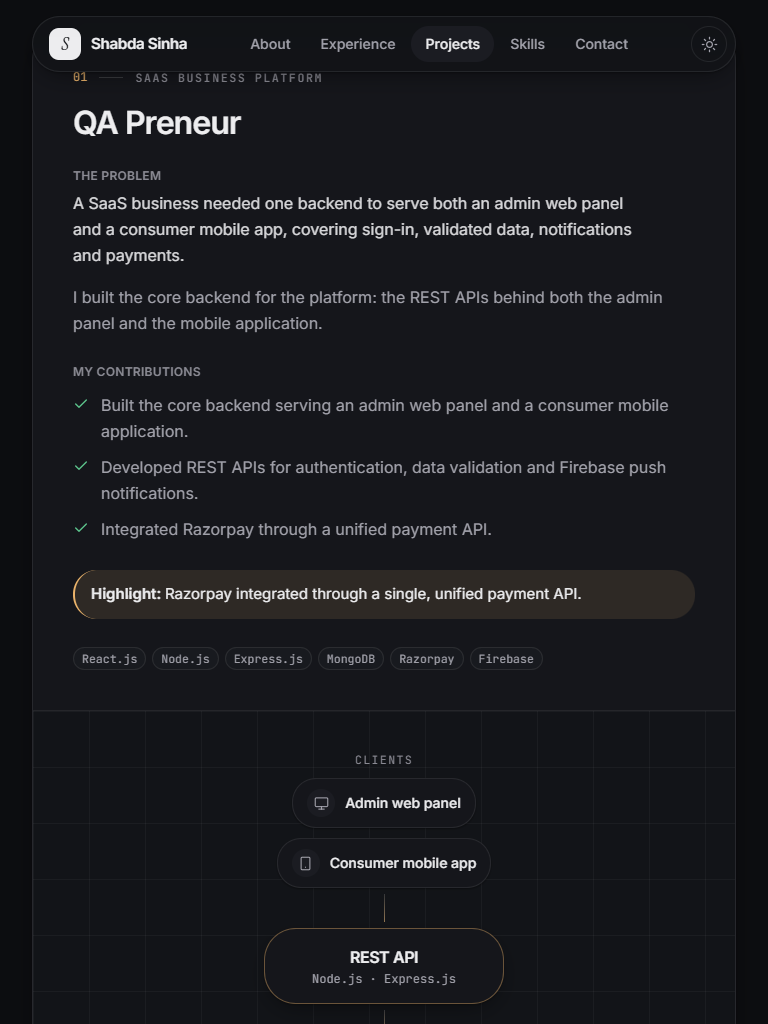 S Shabda Sinha About Experience Projects Skills Contact
01 SAAS BUSINESS PLATFORM
QA Preneur
THE PROBLEM
A SaaS business needed one backend to serve both an admin web panel
and a consumer mobile app, covering sign-in, validated data, notifications
and payments.
I built the core backend for the platform: the REST APIs behind both the admin
panel and the mobile application.
MY CONTRIBUTIONS
Built the core backend serving an admin web panel and a consumer mobile
application.
Developed REST APIs for authentication, data validation and Firebase push
notifications.
Integrated Razorpay through a unified payment API.
Highlight: Razorpay integrated through a single, unified payment API.
React.js Node.js Express.js MongoDB Razorpay Firebase
CLIENTS
Admin web panel
Consumer mobile app
REST API
Node.js · Express.js